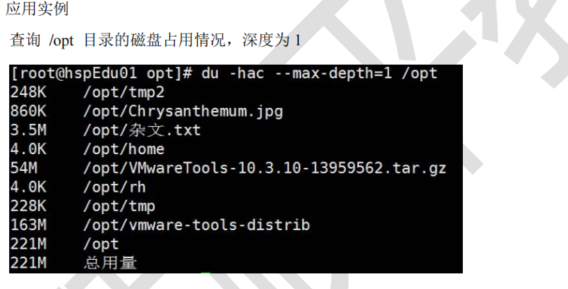 应用实例
查询 /opt 目录的磁盘占用情况，深度为 1
[root@hspEdu01 opt]# du -hac --max-depth=1 /opt
248K /opt/tmp2
860K /opt/Chrysanthemum.jpg
3.5M /opt/杂文.txt
4.0K /opt/home
54M /opt/VMwareTools-10.3.10-13959562.tar.gz
4.0K /opt/rh
228K /opt/tmp
163M /opt/vmware-tools-distrib
221M /opt
221M 总用量